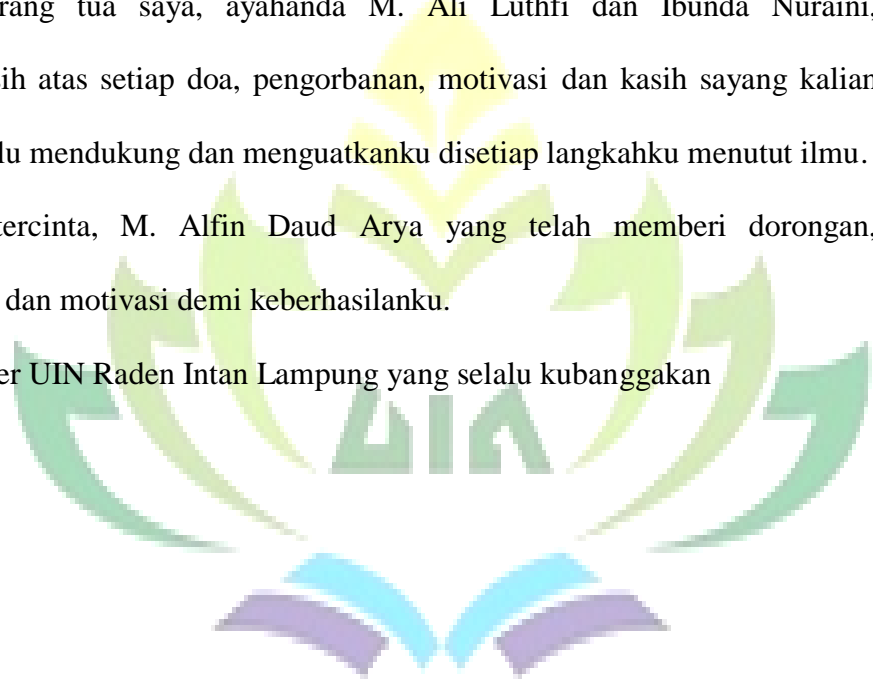 rang tua saya, ayahanda M. Ali Luthfi dan Ibunda Nuraini,
sih atas setiap doa, pengorbanan, motivasi dan kasih sayang kalian
lu mendukung dan menguatkanku disetiap langkahku menutut ilmu.
tercinta, M. Alfin Daud Arya yang telah memberi dorongan,
dan motivasi demi keberhasilanku.
er UIN Raden Intan Lampung yang selalu kubanggakan
UIN